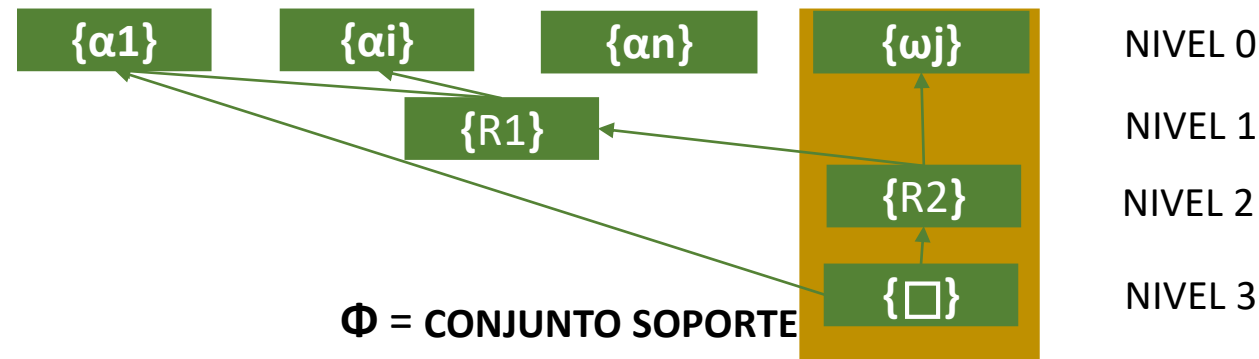 {α1} {αi} {αn} {ωj} NIVEL 0
{R1} NIVEL 1
{R2} NIVEL 2
{□} NIVEL 3
Φ = CONJUNTO SOPORTE